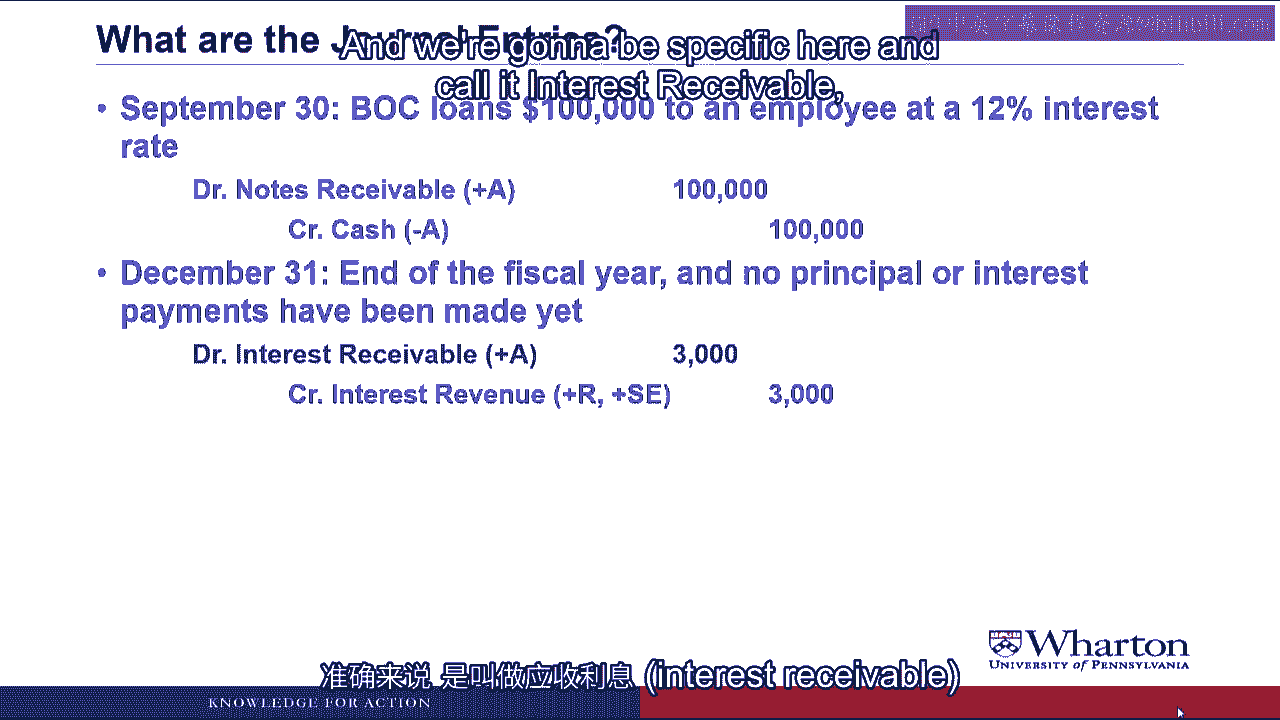 What are the Journal Entries?
And we're gonna be specific here and
call it Interest Receivable,
• September 30: BOC loans $100,000 to an employee at a 12% interest
rate
Dr. Notes Receivable (+A) 100,000
Cr. Cash (-A) 100,000
• December 31: End of the fiscal year, and no principal or interest
payments have been made yet
Dr. Interest Receivable (+A) 3,000
Cr. Interest Revenue (+R, +SE) 3,000
Wharton
UNIVERSITY of PENNSYLVANIA
准确来说 是叫做应收利息 (interest receivable)
KNOWLEDGE FOR ACTION